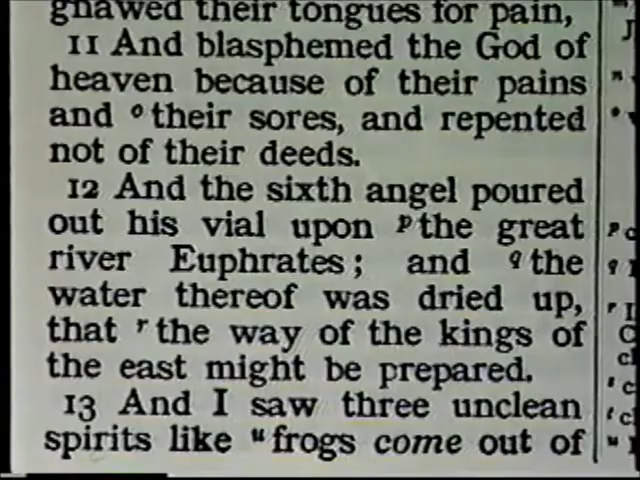 gnawed their tongues for pain,
11 And blasphemed the God of
heaven because of their pains
and o their sores, and repented
not of their deeds.
12 And the sixth angel poured
out his vial upon p the great
river Euphrates; and q the
water thereof was dried up,
that r the way of the kings of
the east might be prepared.
13 And I saw three unclean
spirits like u frogs come out of